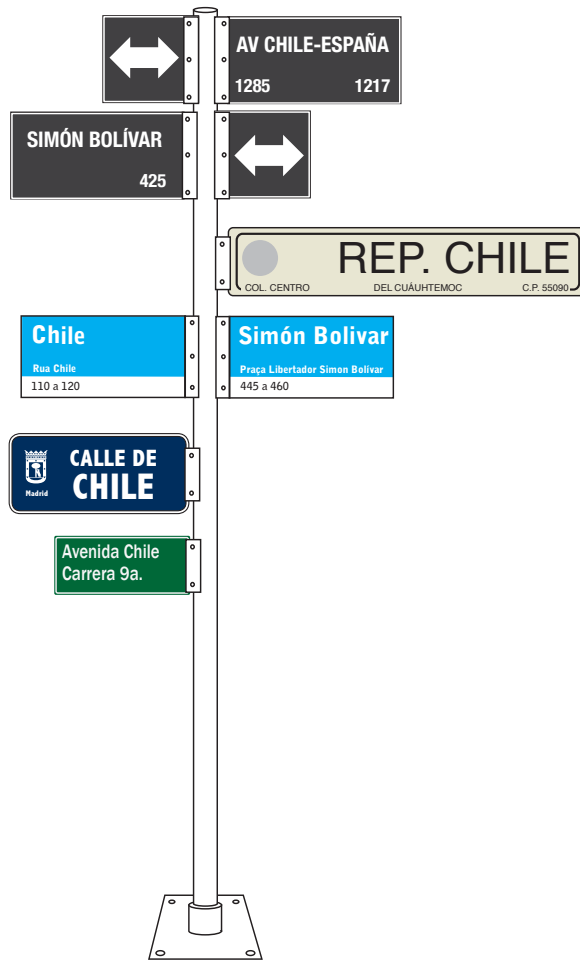 AV CHILE-ESPAÑA
1285 1217
SIMÓN BOLÍVAR
425
REP. CHILE
COL. CENTRO DEL CUÁUHTEMOC C.P. 55090
Chile
Rua Chile
110 a 120
Simón Bolivar
Praça Libertador Simon Bolívar
445 a 460
CALLE DE
CHILE
Madrid
Avenida Chile
Carrera 9a.